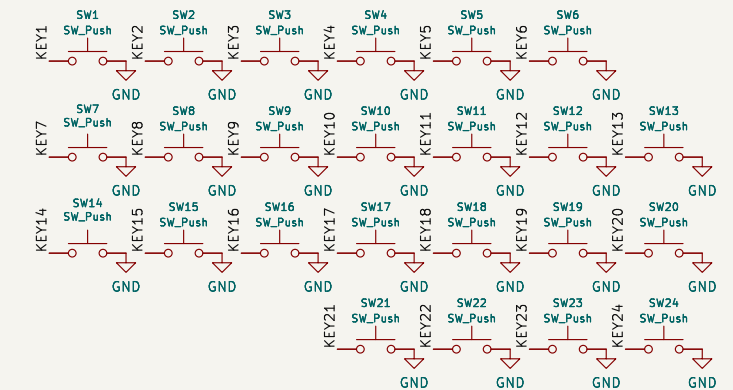 SW1 SW2 SW3 SW4 SW5 SW6
SW_Push SW_Push SW_Push SW_Push SW_Push SW_Push
KEY1 KEY2 KEY3 KEY4 KEY5 KEY6
GND GND GND GND GND GND
SW7 SW8 SW9 SW10 SW11 SW12 SW13
SW_Push SW_Push SW_Push SW_Push SW_Push SW_Push SW_Push
KEY7 KEY8 KEY9 KEY10 KEY11 KEY12 KEY13
GND GND GND GND GND GND GND
SW14 SW15 SW16 SW17 SW18 SW19 SW20
SW_Push SW_Push SW_Push SW_Push SW_Push SW_Push SW_Push
KEY14 KEY15 KEY16 KEY17 KEY18 KEY19 KEY20
GND GND GND GND GND GND GND
SW21 SW22 SW23 SW24
SW_Push SW_Push SW_Push SW_Push
KEY21 KEY22 KEY23 KEY24
GND GND GND GND